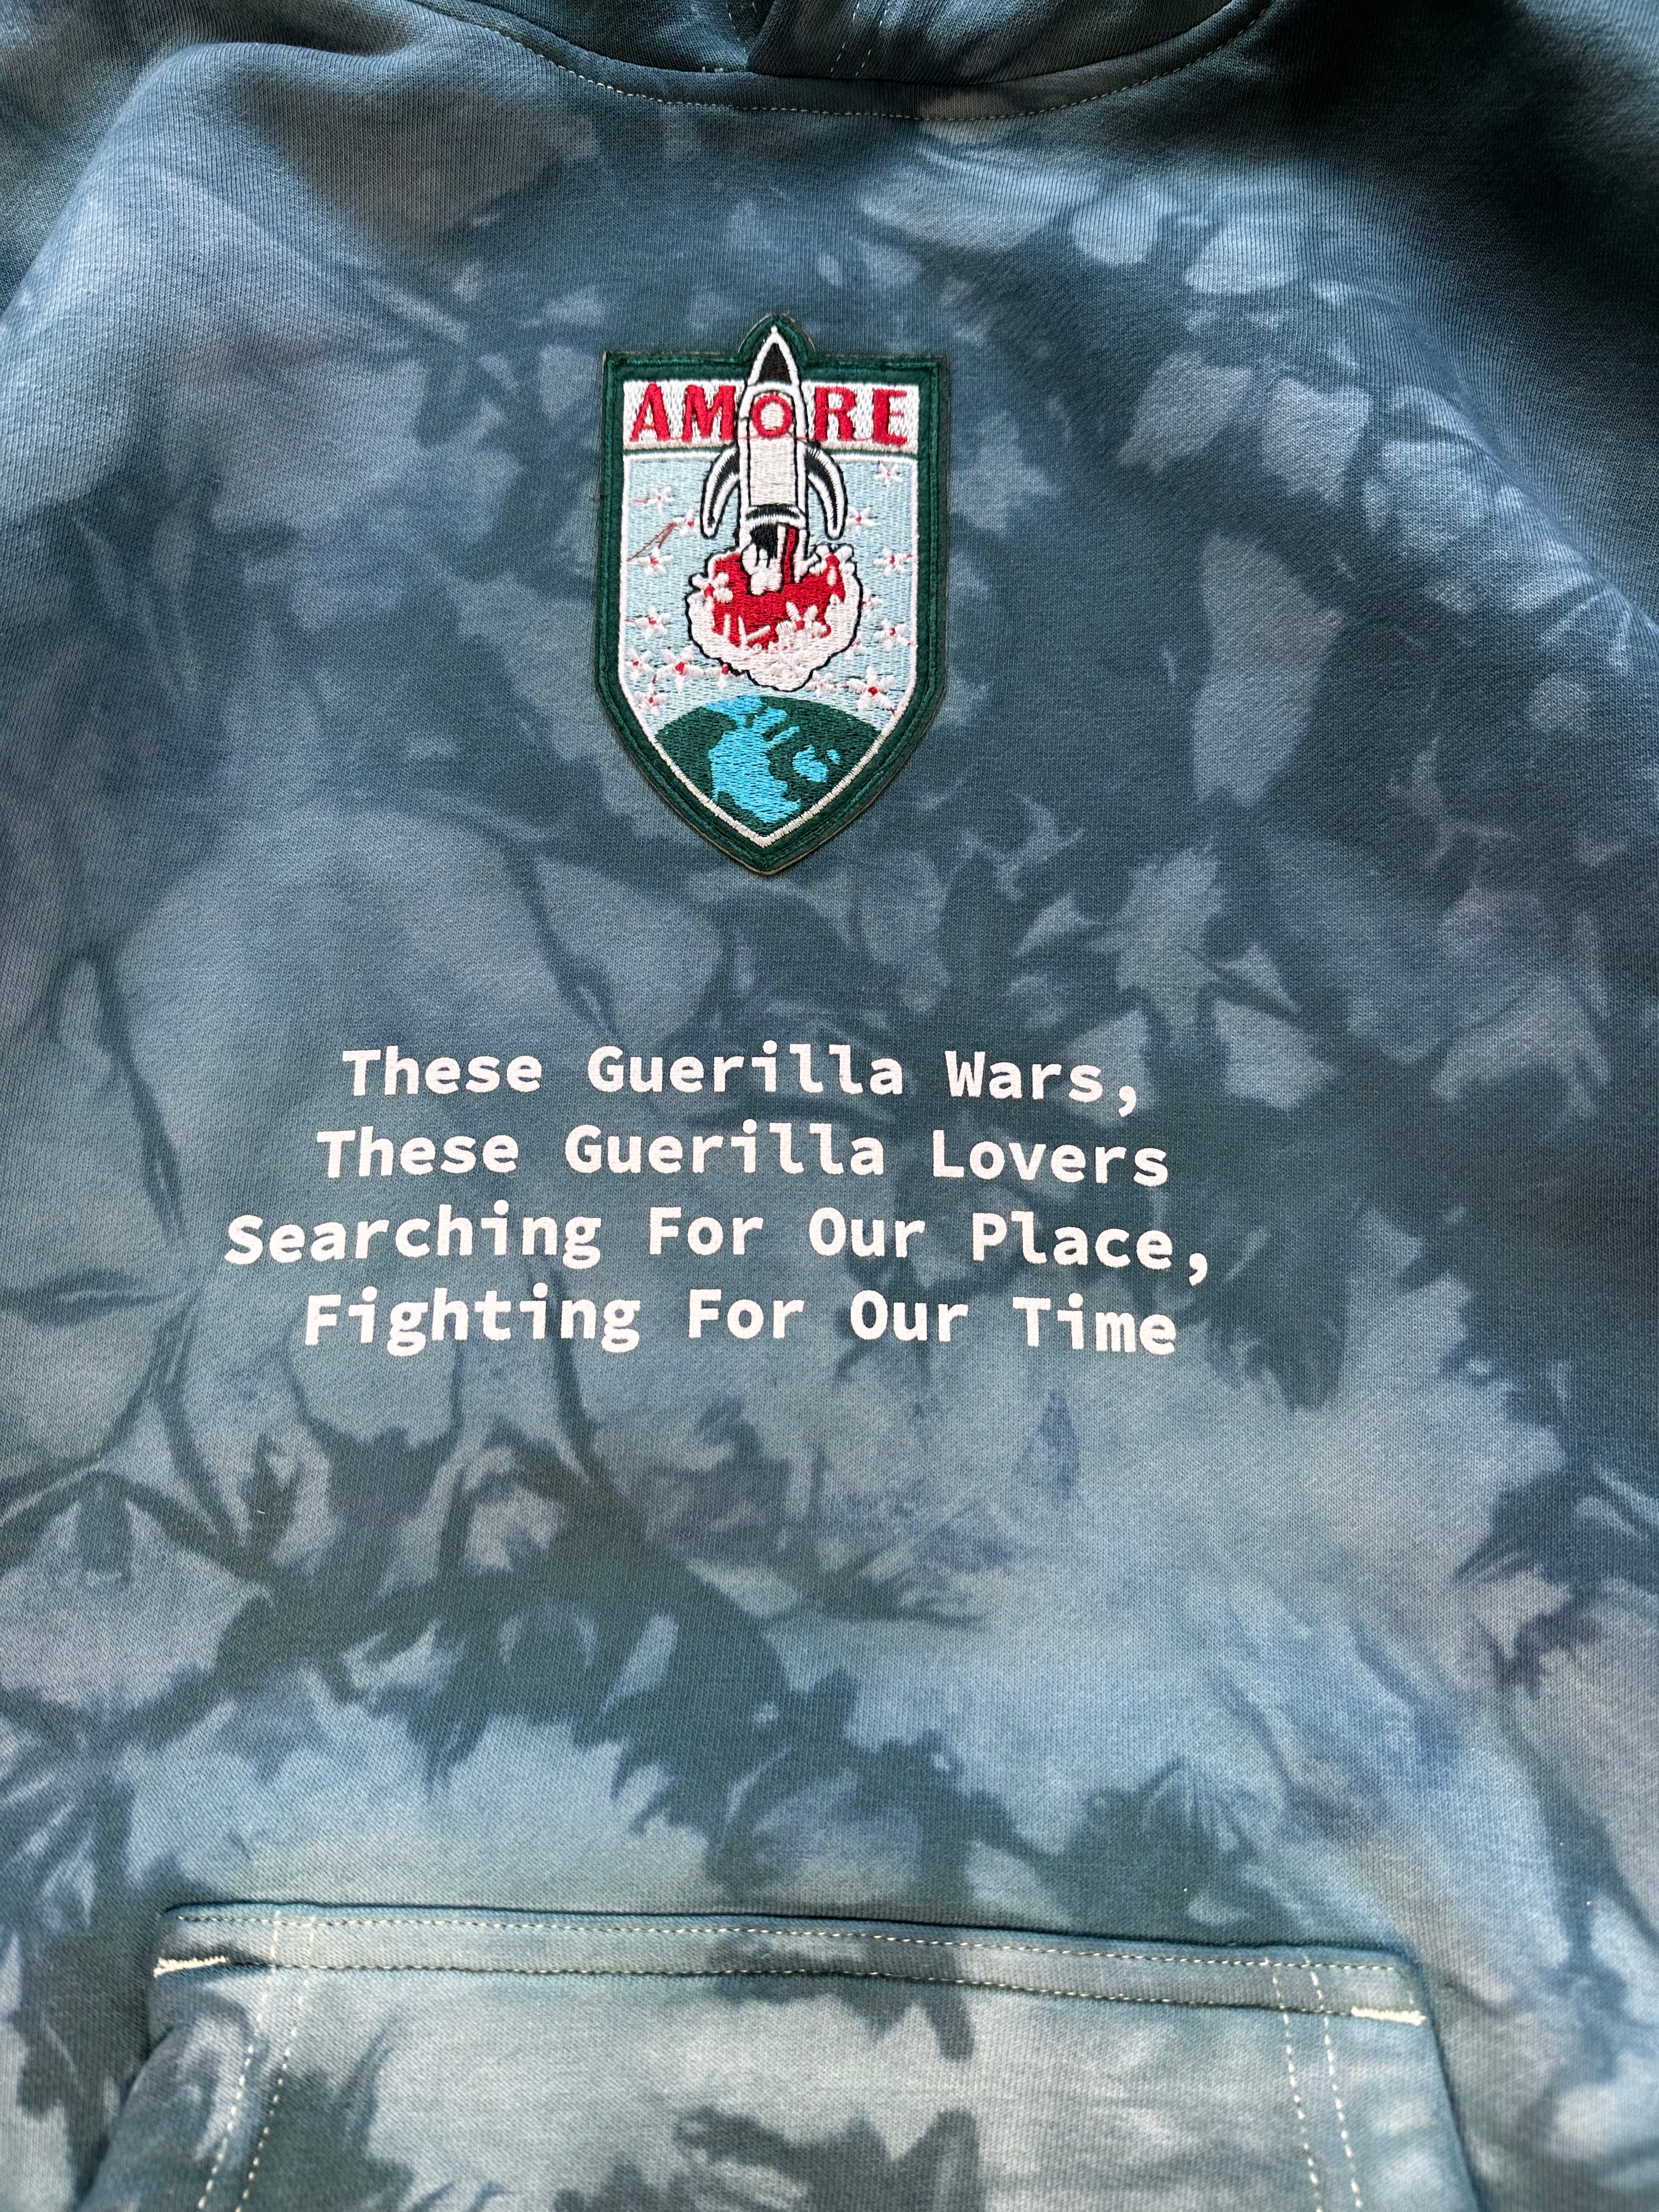 AMORE
These Guerilla Wars,
These Guerilla Lovers
Searching For Our Place,
Fighting For Our Time